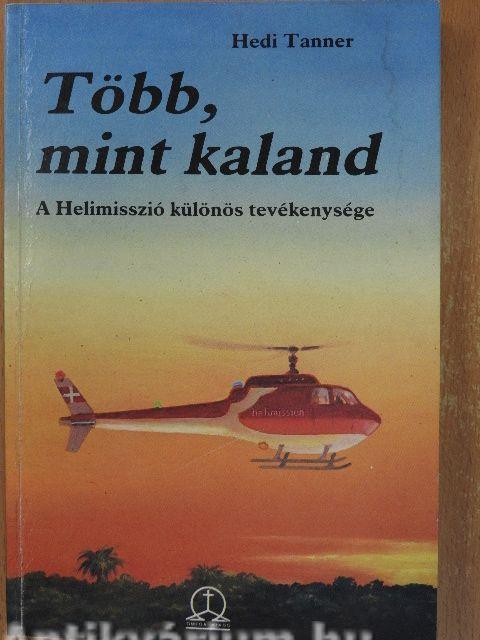 Hedi Tanner
Több,
mint kaland
A Helimisszió különös tevékenysége
helimission